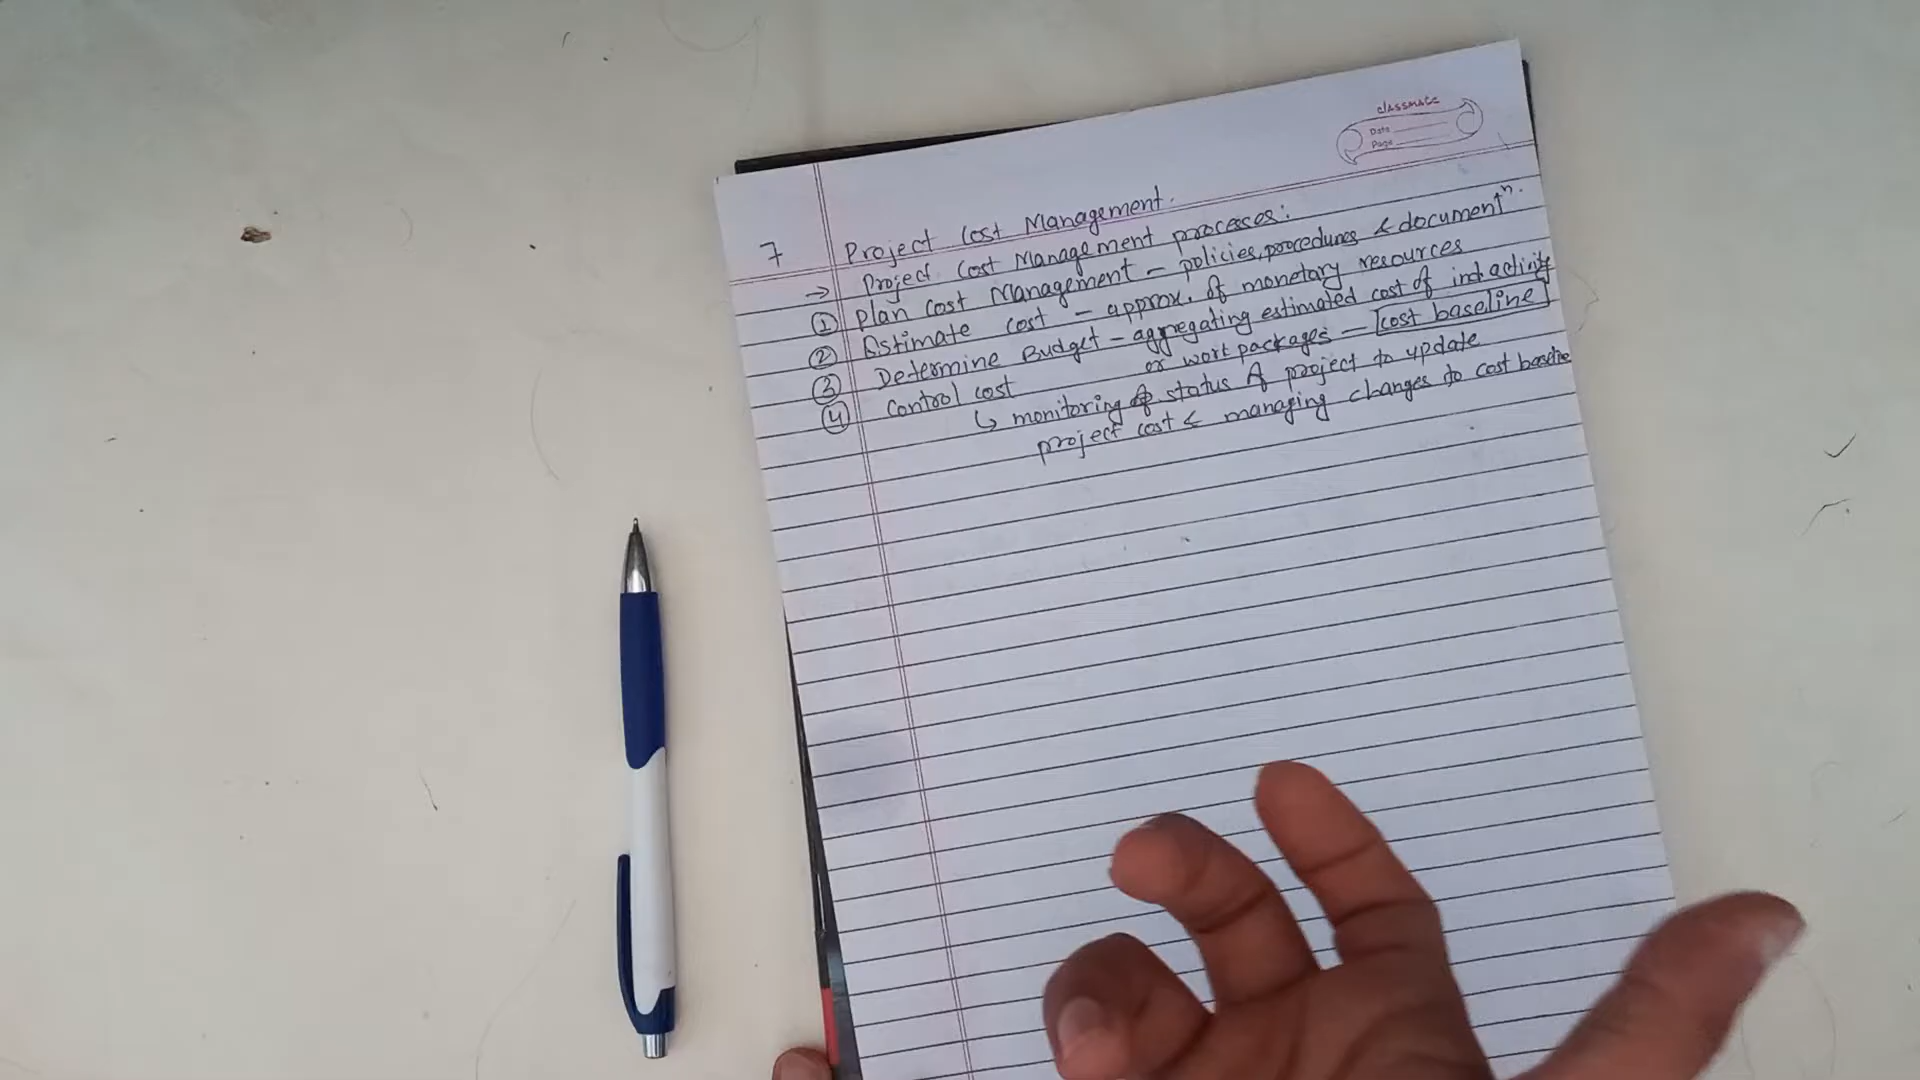 classmate
Date
Page
7 Project Cost Management.
→ Project Cost Management processes:
① Plan Cost Management - policies, procedures & documentⁿ.
② Estimate cost - approx. of monetary resources
③ Determine Budget - aggregating estimated cost of ind activity
or work packages - cost baseline
④ Control cost
↳ monitoring of status of project to update
project cost & managing changes to cost baseline